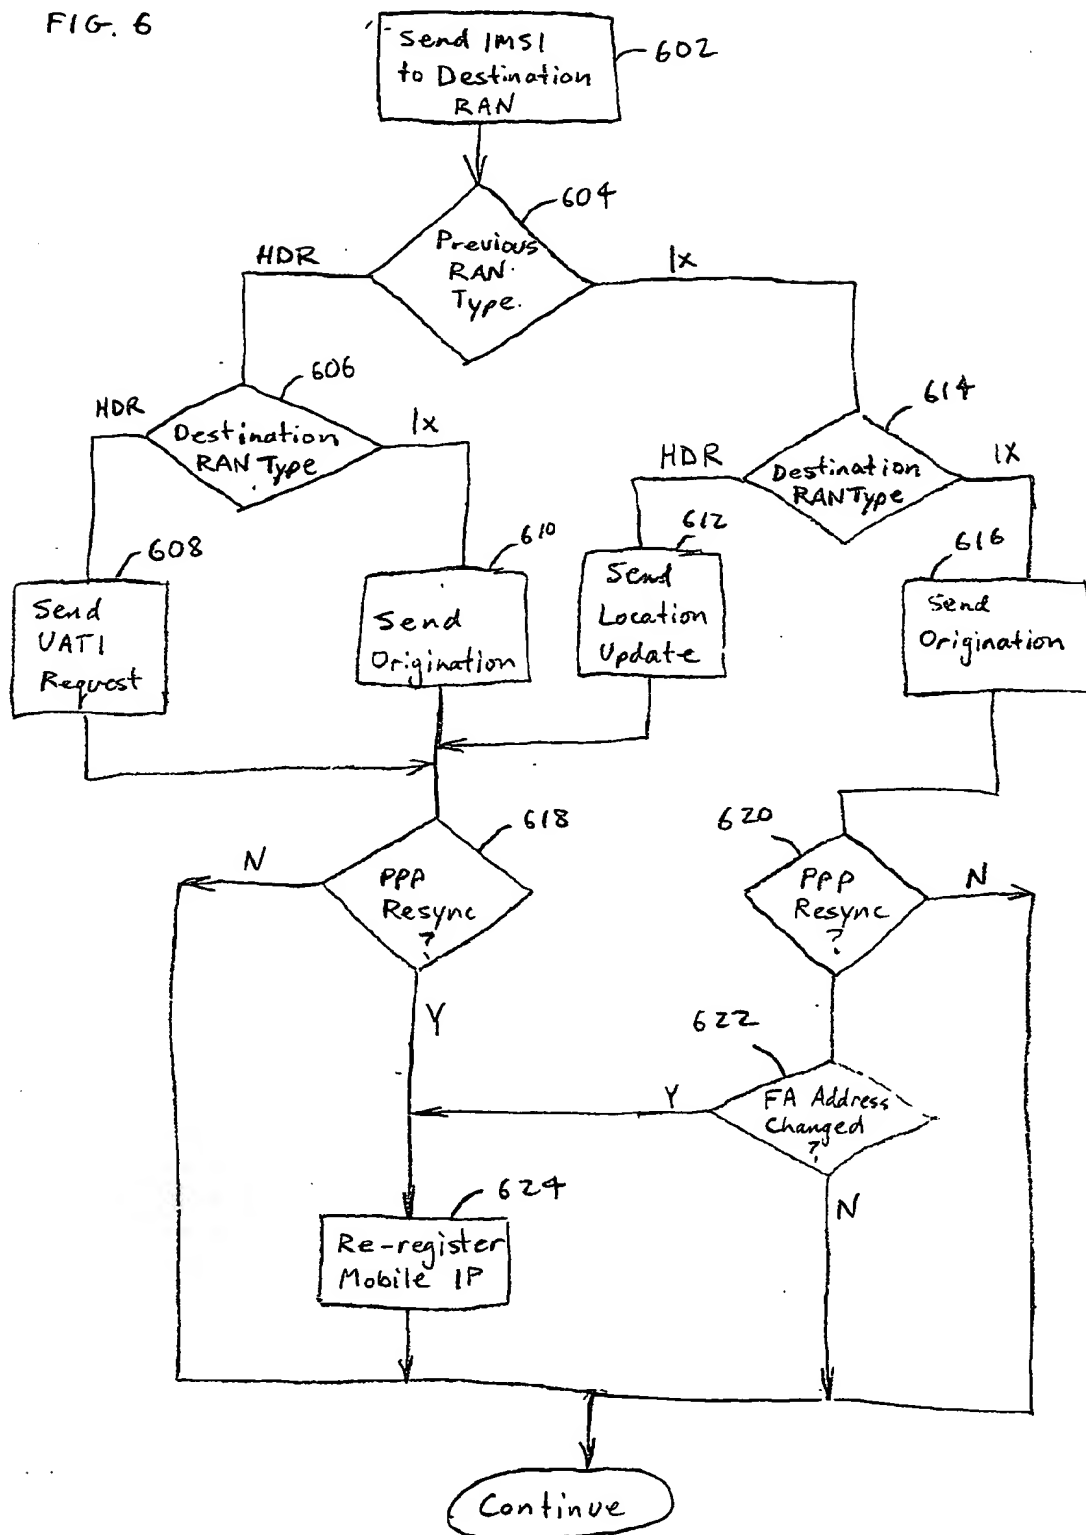 FIG. 6
Send IMSI
to Destination
RAN
602
604
Previous
RAN
Type.
HDR
1x
606
HDR
Destination
RAN Type
1x
614
HDR
Destination
RAN Type
1X
608
Send
UATI
Request
610
Send
Origination
612
Send
Location
Update
616
Send
Origination
618
PPP
Resync
?
N
Y
620
PPP
Resync
?
N
622
FA Address
Changed
?
Y
N
624
Re-register
Mobile IP
Continue